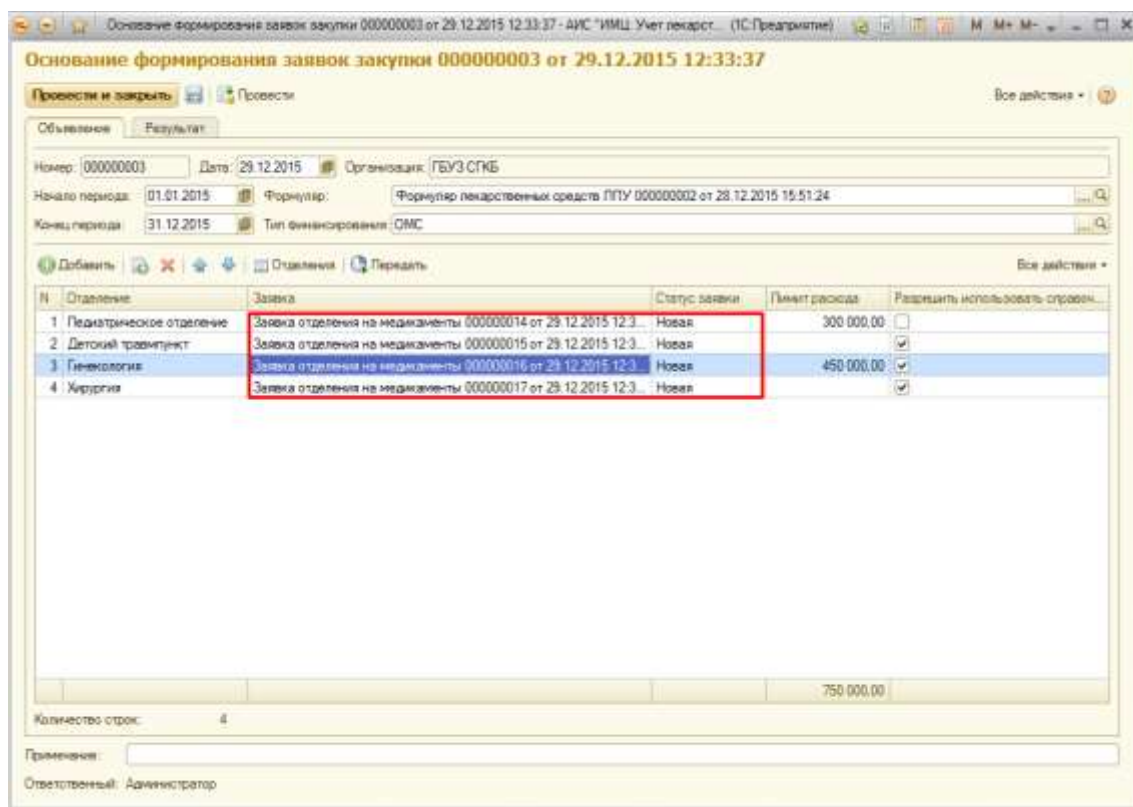 Основание формирования заявок закупки 000000003 от 29.12.2015 12:33:37 - АИС "ИМЦ: Учет лекарст... (1С:Предприятие) M M+ M-
Основание формирования заявок закупки 000000003 от 29.12.2015 12:33:37
Провести и закрыть Провести Все действия
Объявление Результат
Номер: 000000003 Дата: 29.12.2015 Организация: ГБУЗ СГКБ
Начало периода: 01.01.2015 Формуляр: Формуляр лекарственных средств ЛПУ 000000002 от 28.12.2015 15:51:24 ...
Конец периода: 31.12.2015 Тип финансирования: ОМС ...
Добавить Отделения Передать Все действия
N Отделение Заявка Статус заявки Лимит расхода Разрешить использовать справоч...
1 Педиатрическое отделение Заявка отделения на медикаменты 000000014 от 29.12.2015 12:3... Новая 300 000,00
2 Детский травмпункт Заявка отделения на медикаменты 000000015 от 29.12.2015 12:3... Новая
3 Гинекология Заявка отделения на медикаменты 000000016 от 29.12.2015 12:3... Новая 450 000,00
4 Хирургия Заявка отделения на медикаменты 000000017 от 29.12.2015 12:3... Новая
750 000,00
Количество строк: 4
Примечание:
Ответственный: Администратор